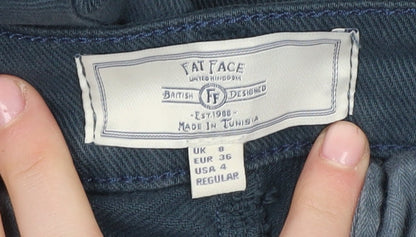 FAT FACE
UNITED KINGDOM
BRITISH FF DESIGNED
- EST. 1988 -
MADE IN TUNISIA
UK 8
EUR 36
USA 4
REGULAR